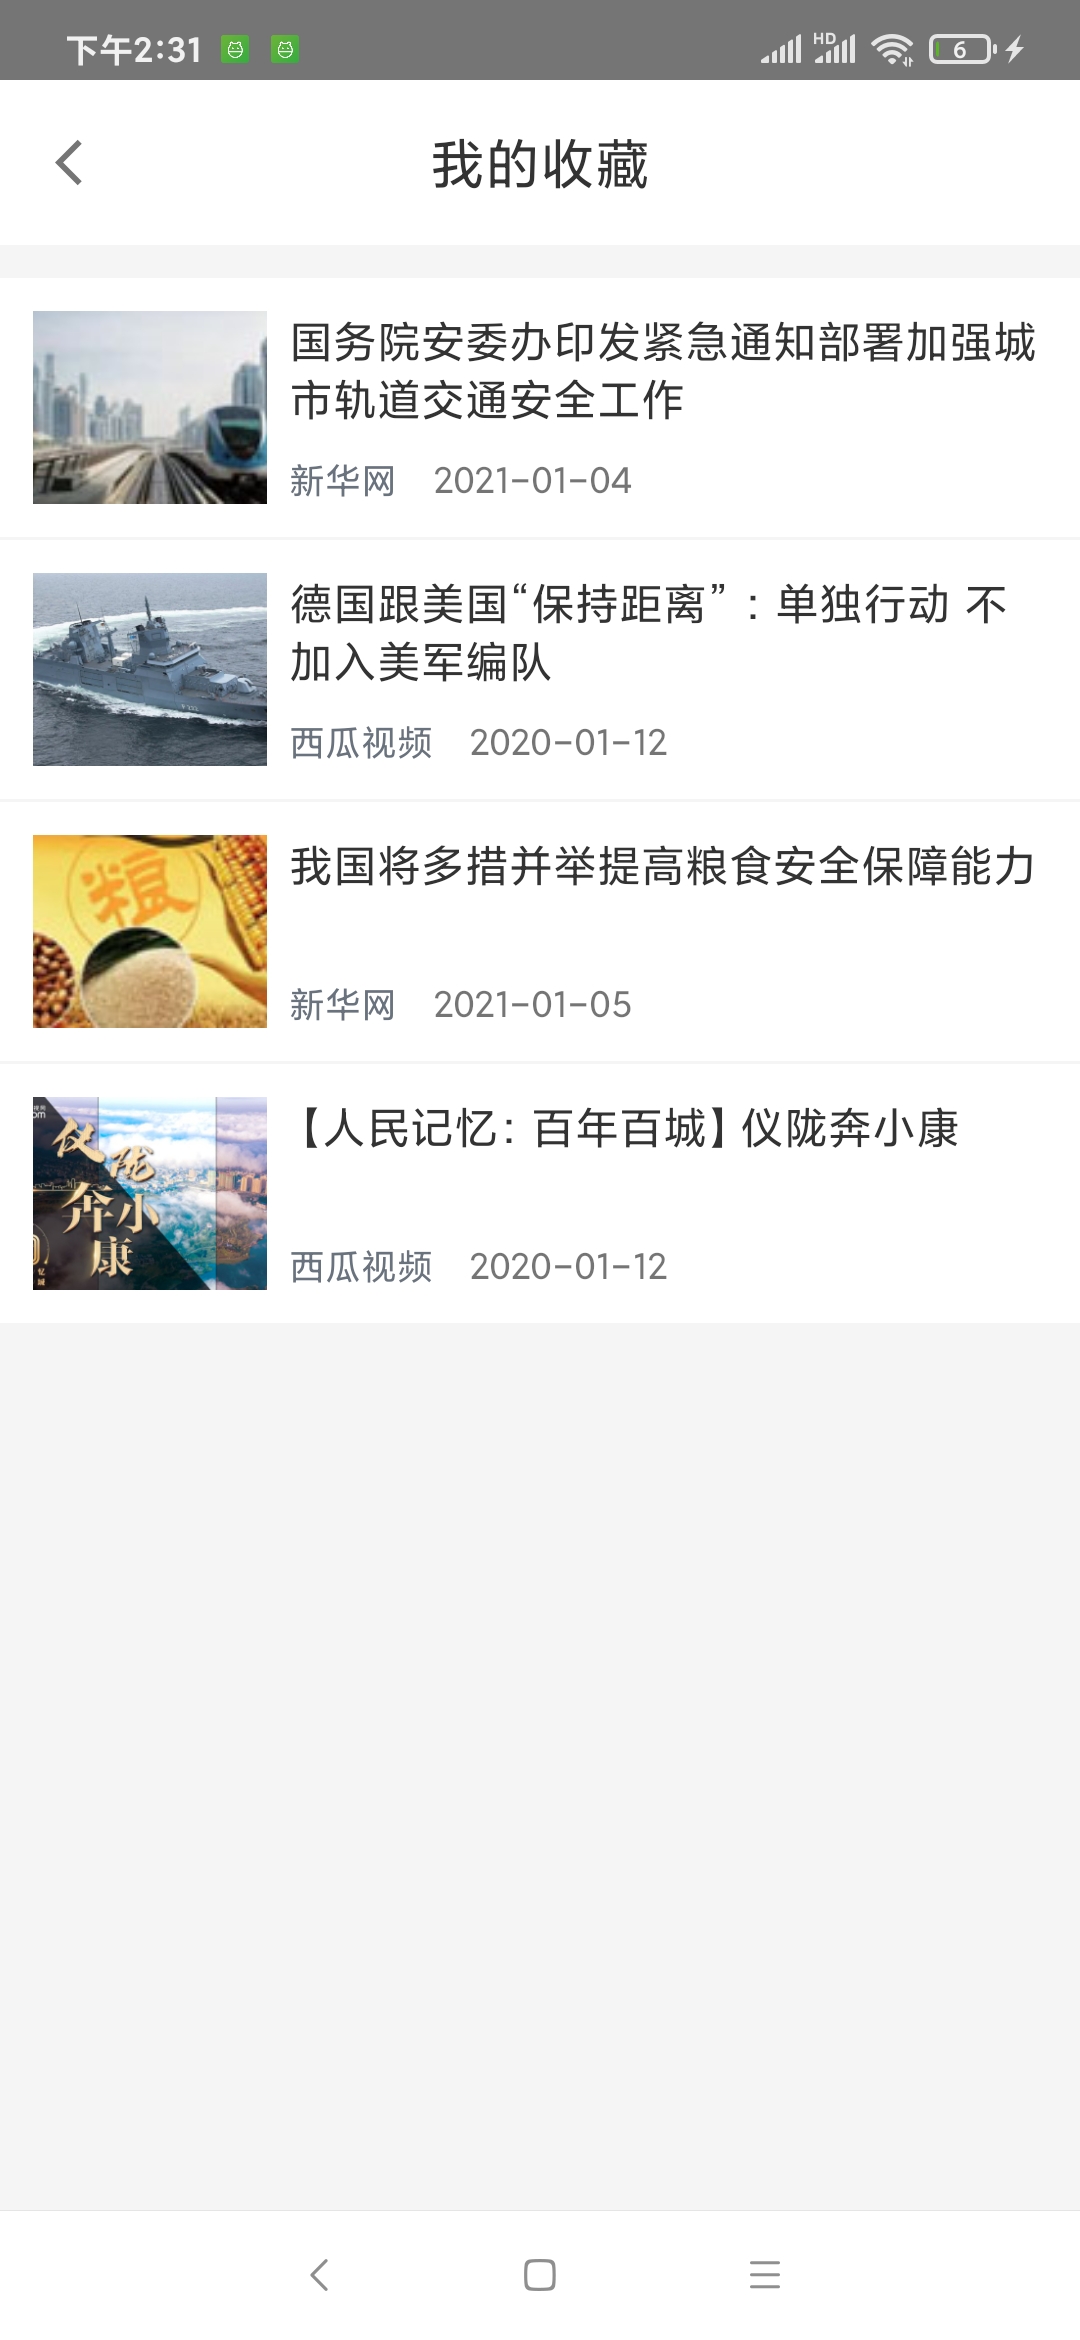 下午2:31
HD
6
我的收藏
国务院安委办印发紧急通知部署加强城
市轨道交通安全工作
新华网 2021-01-04
德国跟美国“保持距离”：单独行动 不
加入美军编队
西瓜视频 2020-01-12
粮
我国将多措并举提高粮食安全保障能力
新华网 2021-01-05
仪陇
奔小
康
【人民记忆：百年百城】仪陇奔小康
西瓜视频 2020-01-12